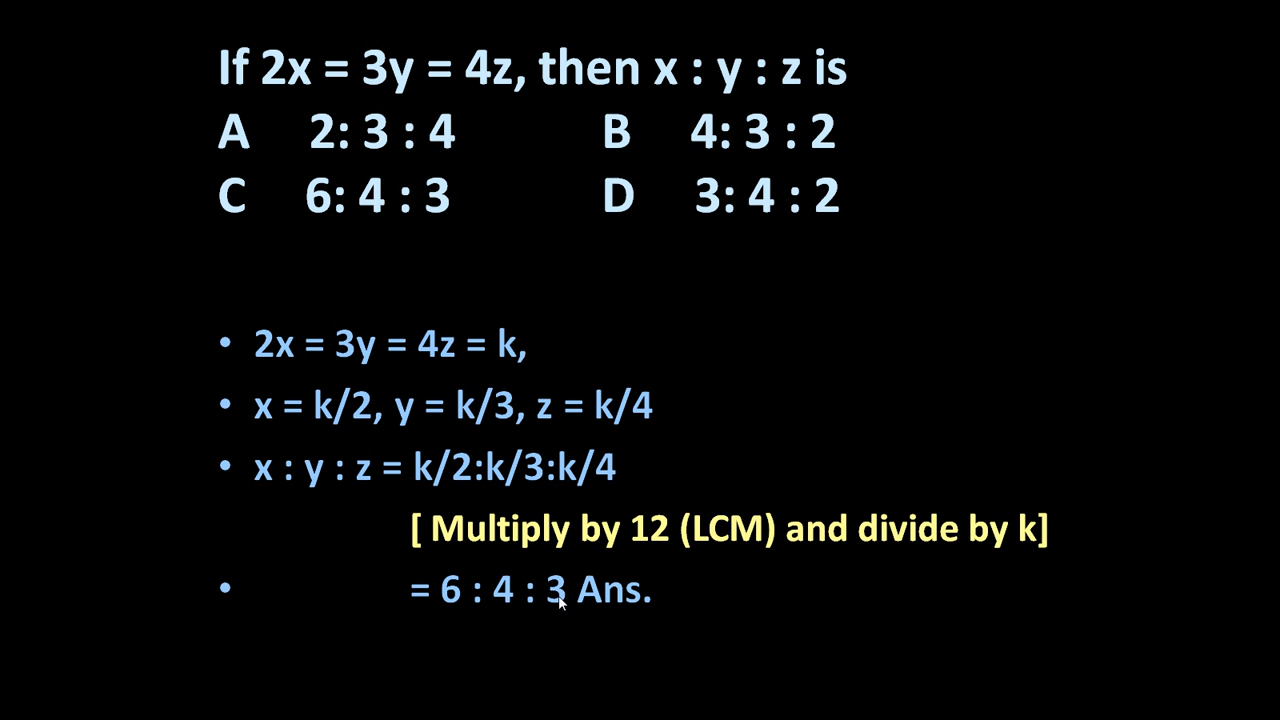 If 2x = 3y = 4z, then x : y : z is
A 2: 3 : 4 B 4: 3 : 2
C 6: 4 : 3 D 3: 4 : 2
• 2x = 3y = 4z = k,
• x = k/2, y = k/3, z = k/4
• x : y : z = k/2:k/3:k/4
[ Multiply by 12 (LCM) and divide by k]
• = 6 : 4 : 3 Ans.